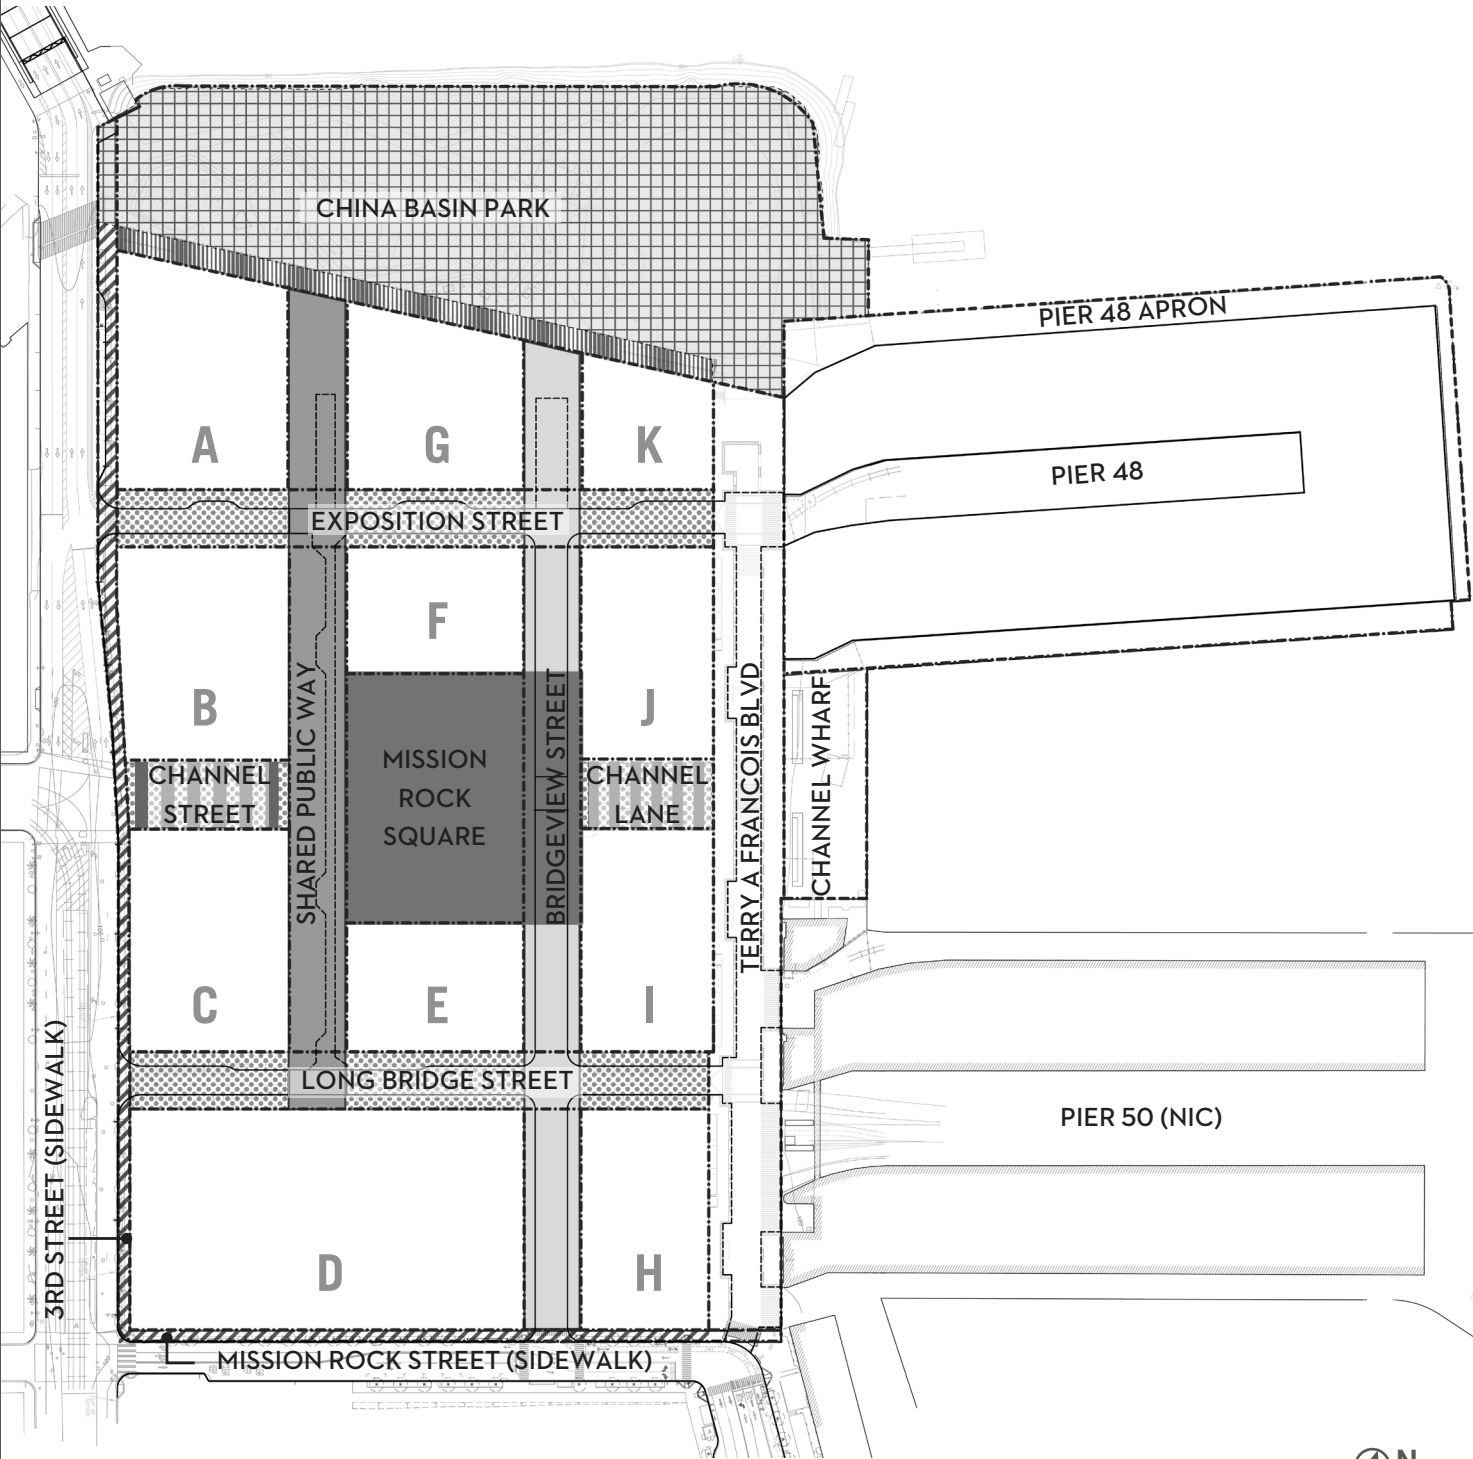 CHINA BASIN PARK
PIER 48 APRON
A
G
K
PIER 48
EXPOSITION STREET
F
B
J
SHARED PUBLIC WAY
MISSION
ROCK
SQUARE
BRIDGEVIEW STREET
CHANNEL
STREET
CHANNEL
LANE
TERRY A FRANCOIS BLVD
CHANNEL WHARF
C
E
I
LONG BRIDGE STREET
PIER 50 (NIC)
3RD STREET (SIDEWALK)
D
H
MISSION ROCK STREET (SIDEWALK)
N